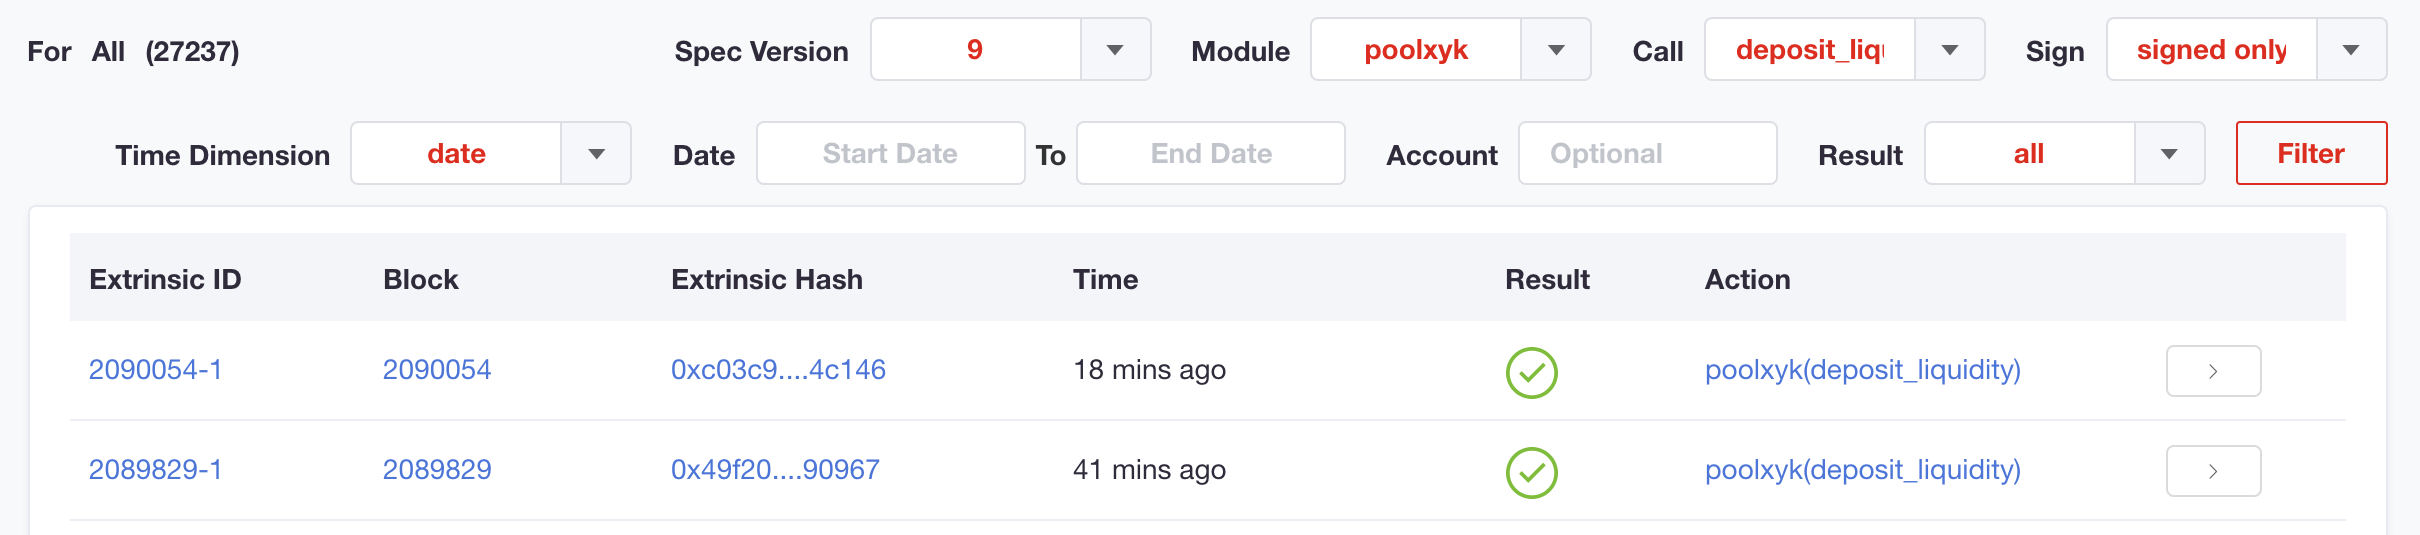 For All (27237) Spec Version 9 Module poolxyk Call deposit_liqu Sign signed only
Time Dimension date Date Start Date To End Date Account Optional Result all Filter
Extrinsic ID Block Extrinsic Hash Time Result Action
2090054-1 2090054 0xc03c9....4c146 18 mins ago poolxyk(deposit_liquidity)
2089829-1 2089829 0x49f20....90967 41 mins ago poolxyk(deposit_liquidity)